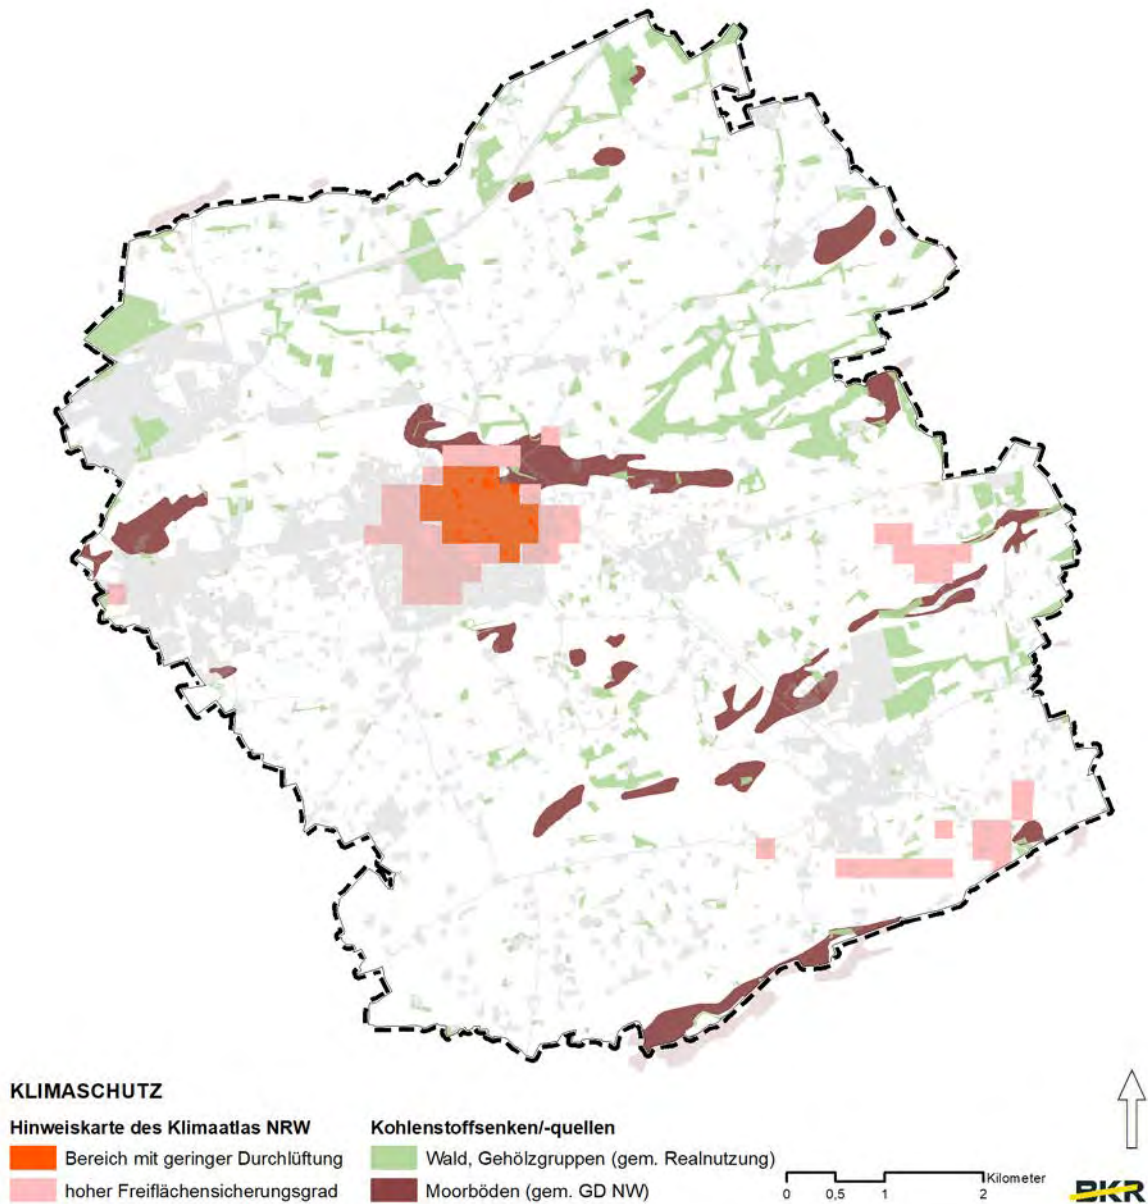 KLIMASCHUTZ
Hinweiskarte des Klimaatlas NRW
Bereich mit geringer Durchlüftung
hoher Freiflächensicherungsgrad
Kohlenstoffsenken/-quellen
Wald, Gehölzgruppen (gem. Realnutzung)
Moorböden (gem. GD NW)
Kilometer
0 0,5 1 2
BKR